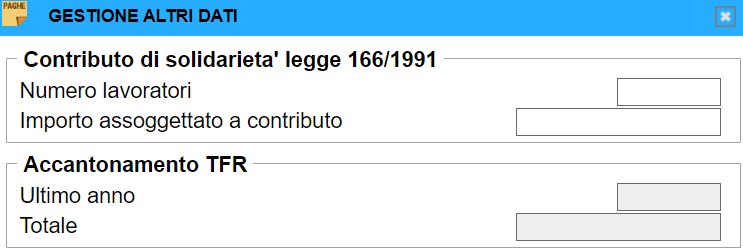 PAGHE
GESTIONE ALTRI DATI
Contributo di solidarieta' legge 166/1991
Numero lavoratori
Importo assoggettato a contributo
Accantonamento TFR
Ultimo anno
Totale